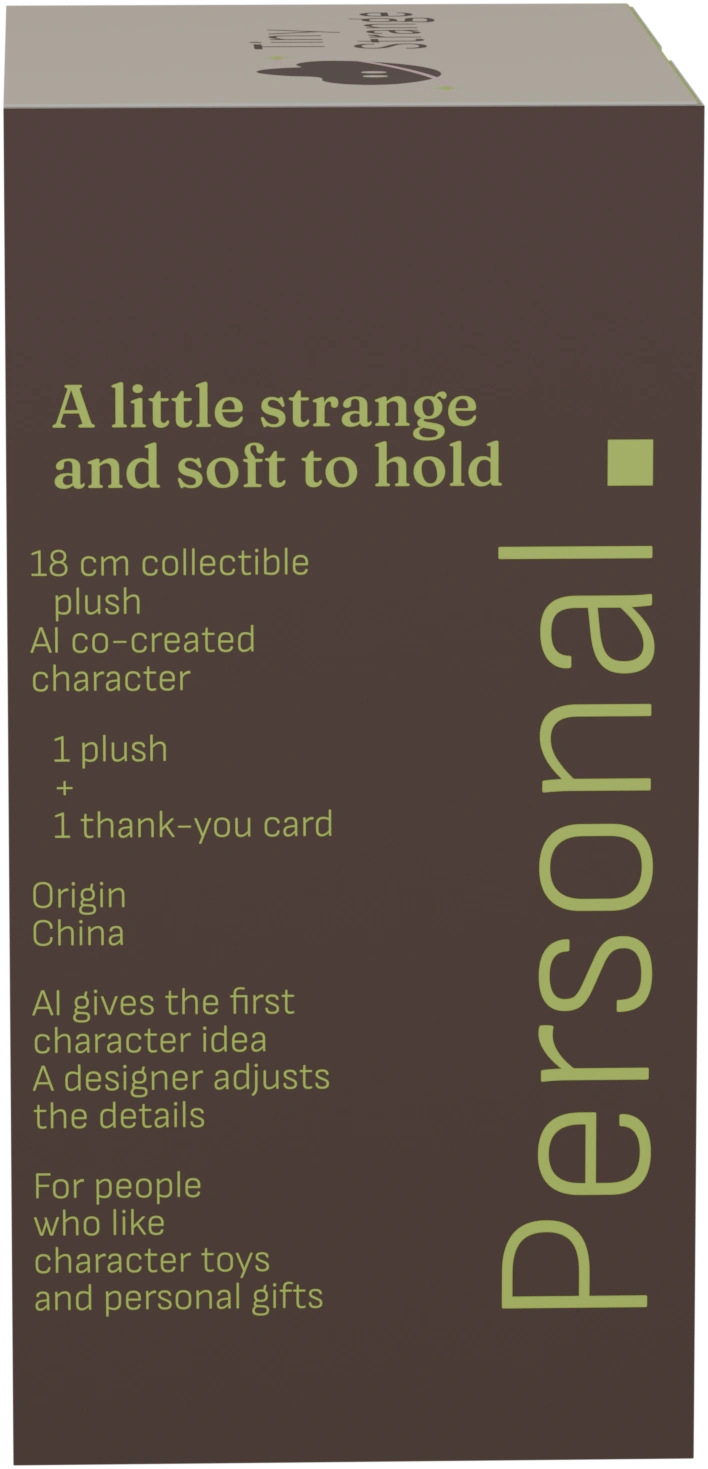 Tiny
Strange
A little strange
and soft to hold
18 cm collectible
plush
AI co-created
character
1 plush
+
1 thank-you card
Origin
China
AI gives the first
character idea
A designer adjusts
the details
For people
who like
character toys
and personal gifts
Personal.